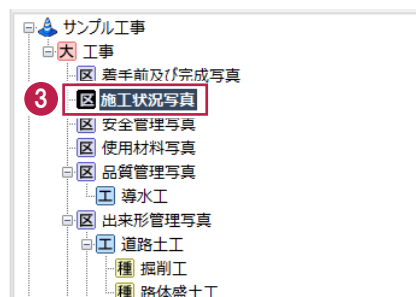 サンプル工事
大 工事
区 着手前及び完成写真
3 区 施工状況写真
区 安全管理写真
区 使用材料写真
区 品質管理写真
工 導水工
区 出来形管理写真
工 道路土工
種 掘削工
種 路体盛土工